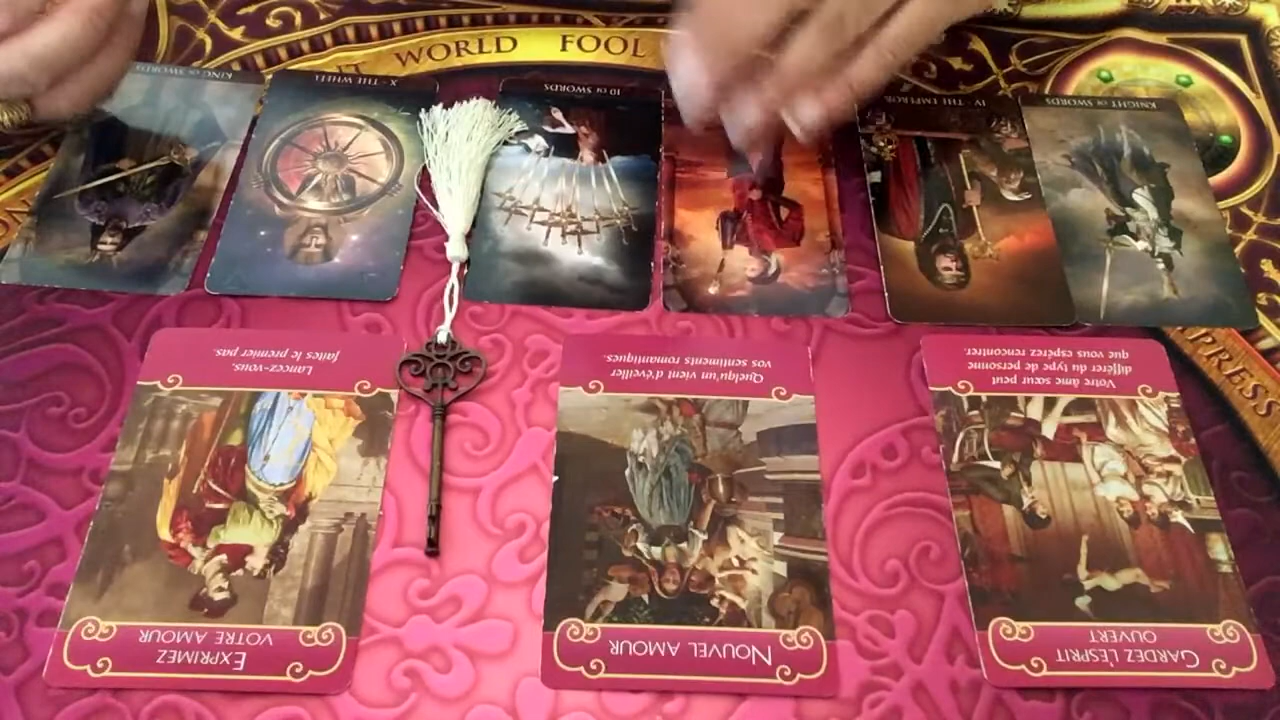 WORLD FOOL
KING OF SWORDS
X - THE WHEEL
10 OF SWORDS
IV - THE EMPEROR
KNIGHT OF SWORDS
PRESS
Lancez-vous,
faites le premier pas.
EXPRIMEZ
VOTRE AMOUR
Quelqu'un vient d'éveiller
vos sentiments romantiques.
NOUVEL AMOUR
Votre âme sœur peut
différer du type de personne
que vous espérez rencontrer.
GARDEZ L'ESPRIT
OUVERT